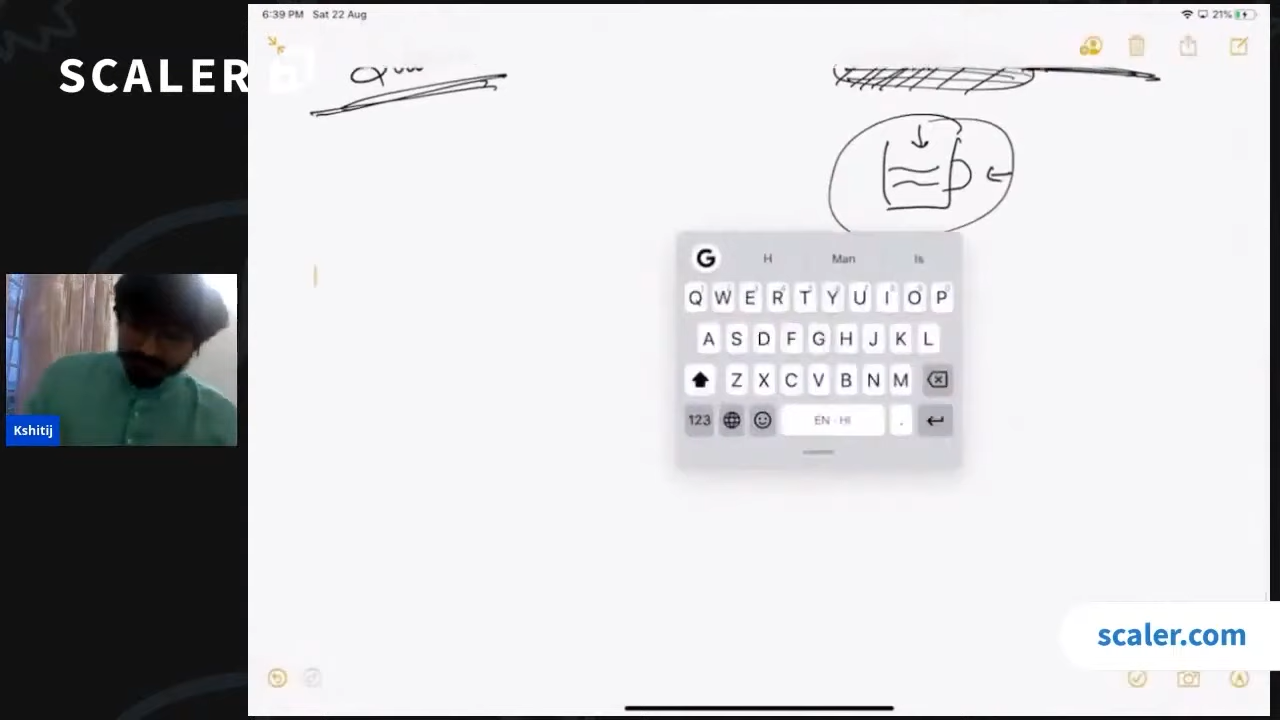 6:39 PM Sat 22 Aug
21%
SCALER
G H Man Is
Q W E R T Y U I O P
A S D F G H J K L
Z X C V B N M
123 EN · HI .
Kshitij
scaler.com